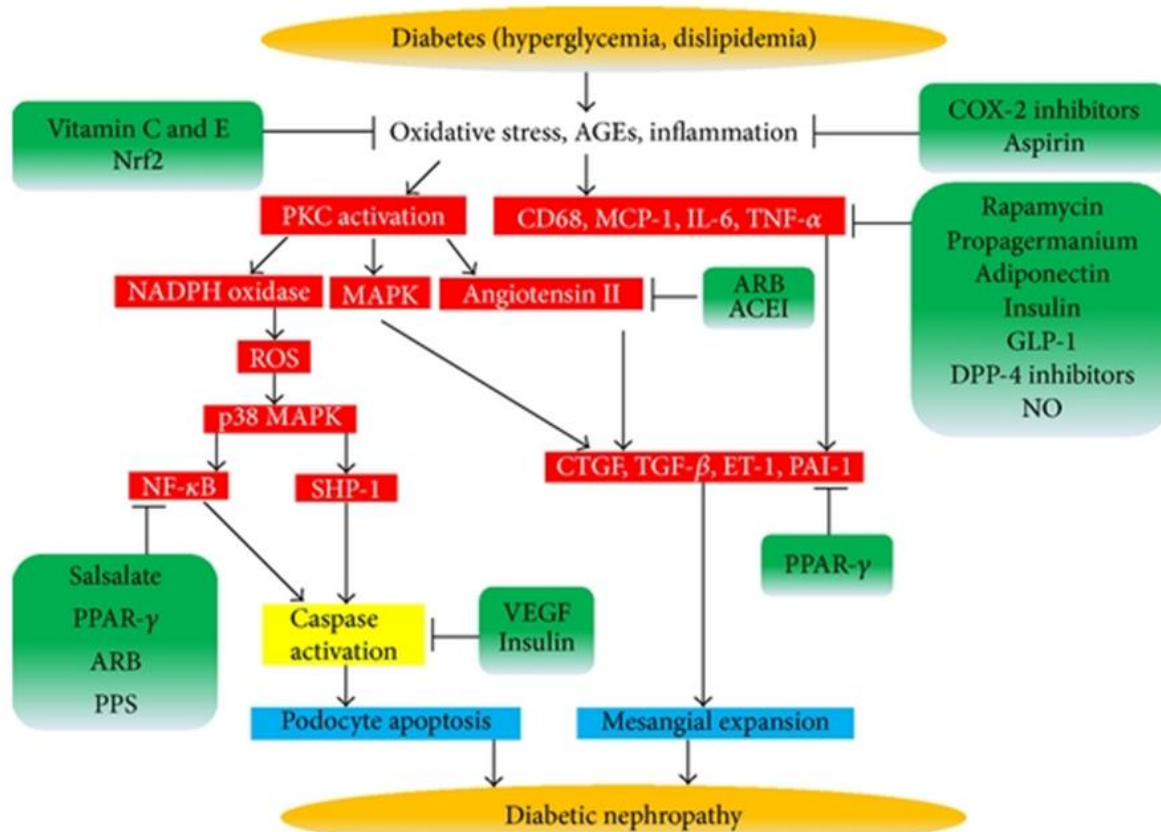 Diabetes (hyperglycemia, dislipidemia)
Vitamin C and E
Nrf2
Oxidative stress, AGEs, inflammation
COX-2 inhibitors
Aspirin
PKC activation
CD68, MCP-1, IL-6, TNF-α
Rapamycin
Propagermanium
Adiponectin
Insulin
GLP-1
DPP-4 inhibitors
NO
NADPH oxidase
MAPK
Angiotensin II
ARB
ACEI
ROS
p38 MAPK
NF-κB
SHP-1
CTGF, TGF-β, ET-1, PAI-1
Salsalate
PPAR-γ
ARB
PPS
Caspase
activation
VEGF
Insulin
PPAR-γ
Podocyte apoptosis
Mesangial expansion
Diabetic nephropathy